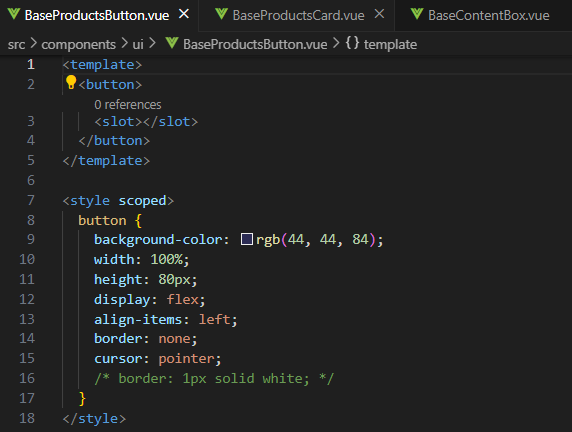 BaseProductsButton.vue × BaseProductsCard.vue × BaseContentBox.vue
src > components > ui > BaseProductsButton.vue > {} template
1 <template>
2 <button>
0 references
3 <slot></slot>
4 </button>
5 </template>
6
7 <style scoped>
8 button {
9 background-color: rgb(44, 44, 84);
10 width: 100%;
11 height: 80px;
12 display: flex;
13 align-items: left;
14 border: none;
15 cursor: pointer;
16 /* border: 1px solid white; */
17 }
18 </style>